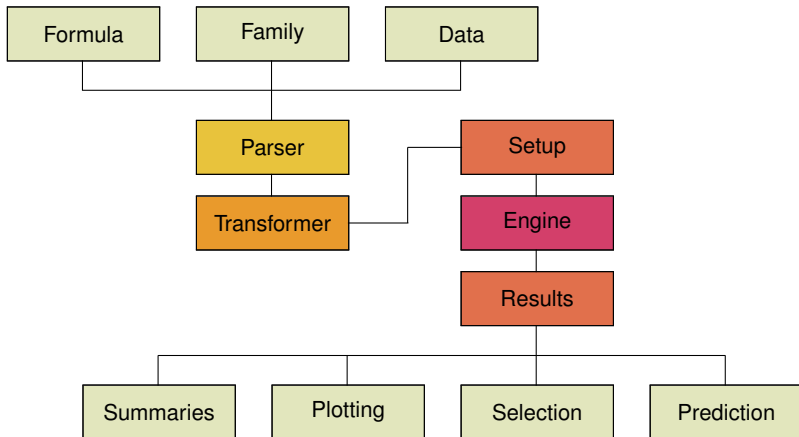 Formula
Family
Data
Parser
Setup
Transformer
Engine
Results
Summaries
Plotting
Selection
Prediction